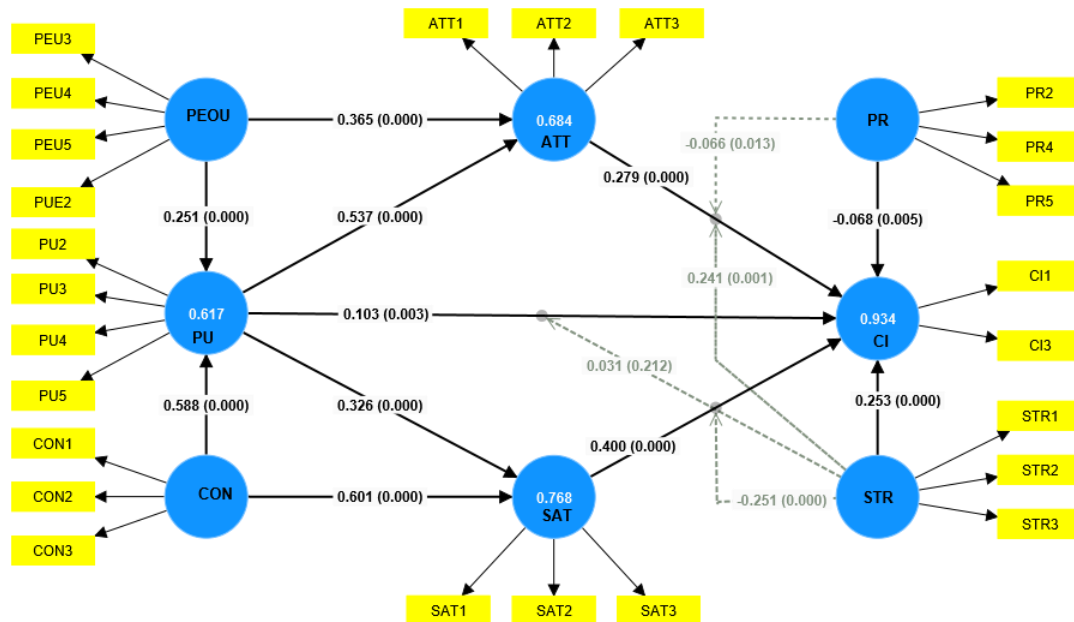 PEU3
PEU4
PEU5
PUE2
PU2
PU3
PU4
PU5
CON1
CON2
CON3
PEOU
0.251 (0.000)
0.617
PU
0.588 (0.000)
CON
ATT1
ATT2
ATT3
0.365 (0.000)
0.684
ATT
0.537 (0.000)
0.103 (0.003)
0.326 (0.000)
0.601 (0.000)
0.768
SAT
SAT1
SAT2
SAT3
-0.066 (0.013)
0.279 (0.000)
0.241 (0.001)
0.031 (0.212)
0.400 (0.000)
-0.251 (0.000)
PR
-0.068 (0.005)
0.934
CI
0.253 (0.000)
STR
PR2
PR4
PR5
CI1
CI3
STR1
STR2
STR3